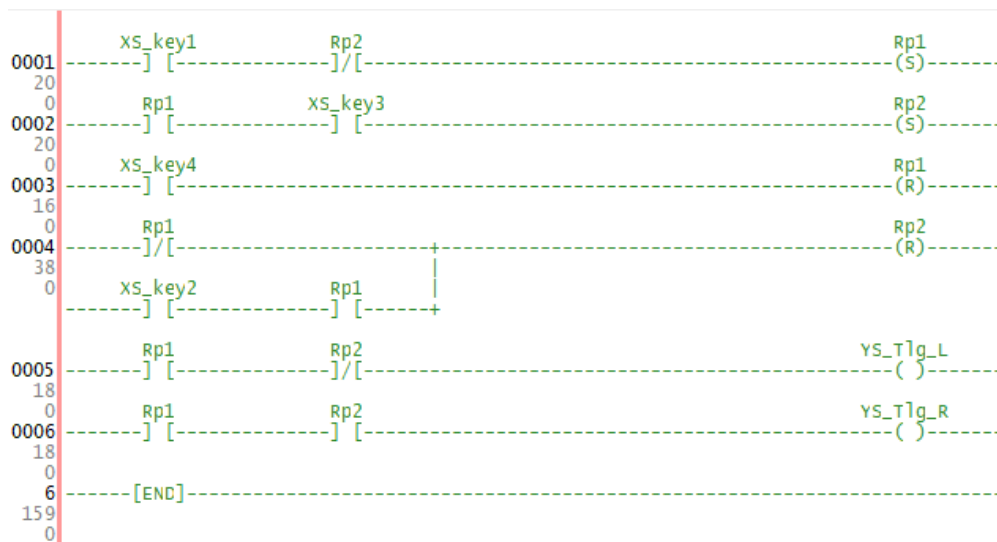 XS_key1 Rp2 Rp1
0001 -------] [--------------]/[-------------------------------------------------(S)------
20
0 Rp1 XS_key3 Rp2
0002 -------] [--------------] [-------------------------------------------------(S)------
20
0 XS_key4 Rp1
0003 -------] [------------------------------------------------------------------(R)------
16
0 Rp1 Rp2
0004 -------]/[-----------------------+------------------------------------------(R)------
38 |
0 XS_key2 Rp1 |
-------] [--------------] [------+
Rp1 Rp2 YS_Tlg_L
0005 -------] [--------------]/[-------------------------------------------------( )------
18
0 Rp1 Rp2 YS_Tlg_R
0006 -------] [--------------] [-------------------------------------------------( )------
18
0
6 ------[END]---------------------------------------------------------------------------
159
0